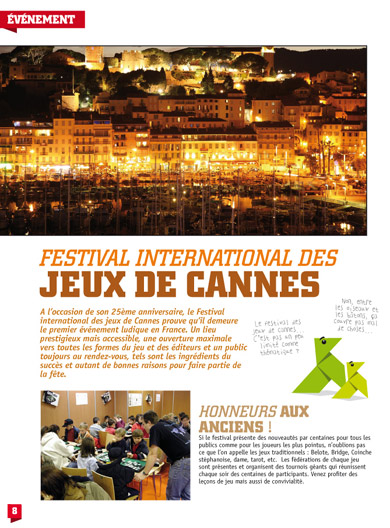 ÉVÉNEMENT
FESTIVAL INTERNATIONAL DES
JEUX DE CANNES
A l'occasion de son 25ème anniversaire, le Festival
international des jeux de Cannes prouve qu'il demeure
le premier événement ludique en France. Un lieu
prestigieux mais accessible, une ouverture maximale
vers toutes les formes du jeu et des éditeurs et un public
toujours au rendez-vous, tels sont les ingrédients du
succès et autant de bonnes raisons pour faire partie de
la fête.
Le festival des
jeux de cannes
C'est pas un peu
limité comme
thématique ?
Non, entre
les oiseaux et
les bâtons, ça
couvre pas mal
de choses...
HONNEURS AUX
ANCIENS !
Si le festival présente des nouveautés par centaines pour tous les
publics comme pour les joueurs les plus pointus, n'oublions pas
ce que l'on appelle les jeux traditionnels : Belote, Bridge, Coinche
stéphanoise, dame, tarot, etc. Les fédérations de chaque jeu
sont présentes et organisent des tournois géants qui réunissent
chaque soir des centaines de participants. Venez profiter des
leçons de jeu mais aussi de convivialité.
8